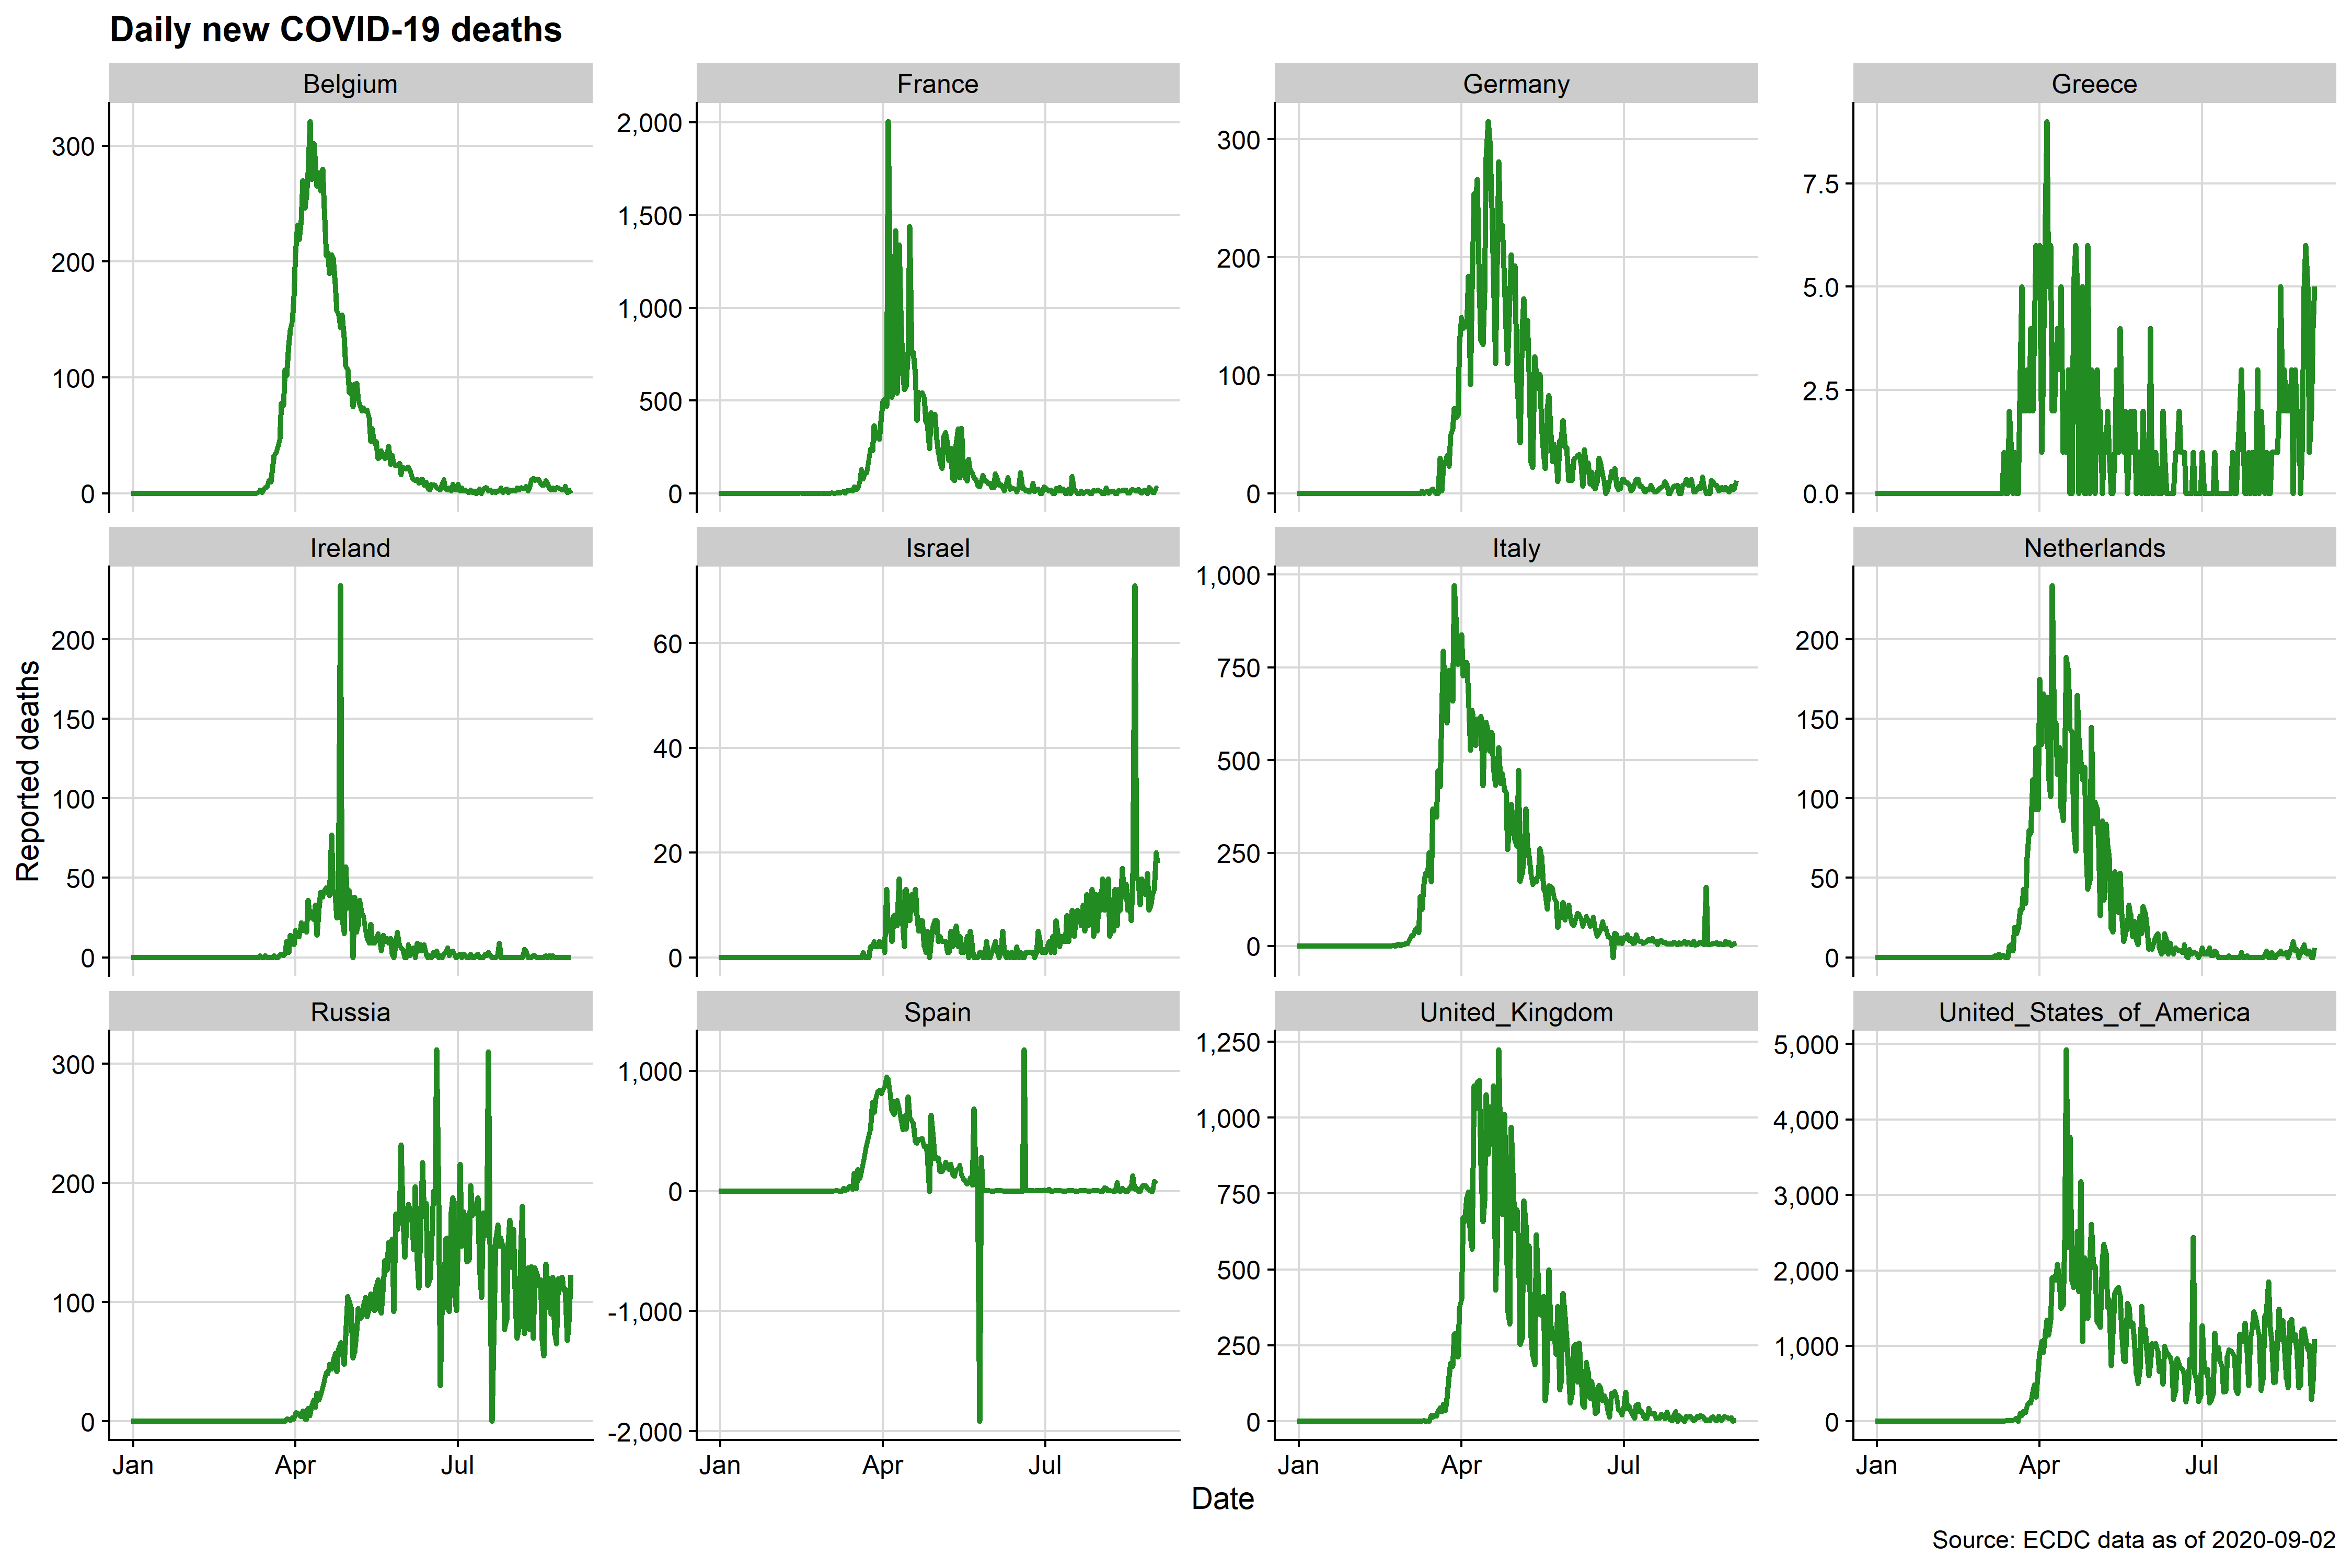 Daily new COVID-19 deaths
Belgium
France
Germany
Greece
300
200
100
0
2,000
1,500
1,000
500
0
300
200
100
0
7.5
5.0
2.5
0.0
Reported deaths
Ireland
Israel
Italy
Netherlands
200
150
100
50
0
60
40
20
0
1,000
750
500
250
0
200
150
100
50
0
Russia
Spain
United_Kingdom
United_States_of_America
300
200
100
0
1,000
0
-1,000
-2,000
1,250
1,000
750
500
250
0
5,000
4,000
3,000
2,000
1,000
0
Jan Apr Jul
Jan Apr Jul
Jan Apr Jul
Jan Apr Jul
Date
Source: ECDC data as of 2020-09-02